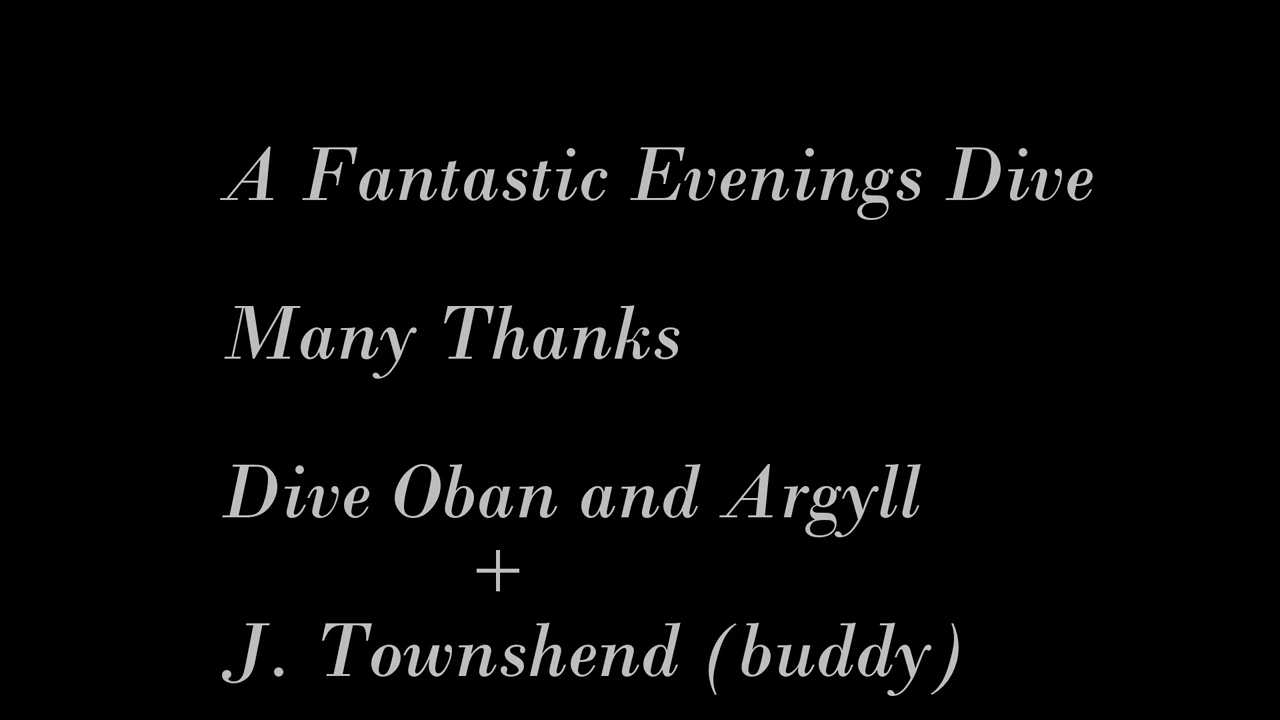 A Fantastic Evenings Dive
Many Thanks
Dive Oban and Argyll
+
J. Townshend (buddy)